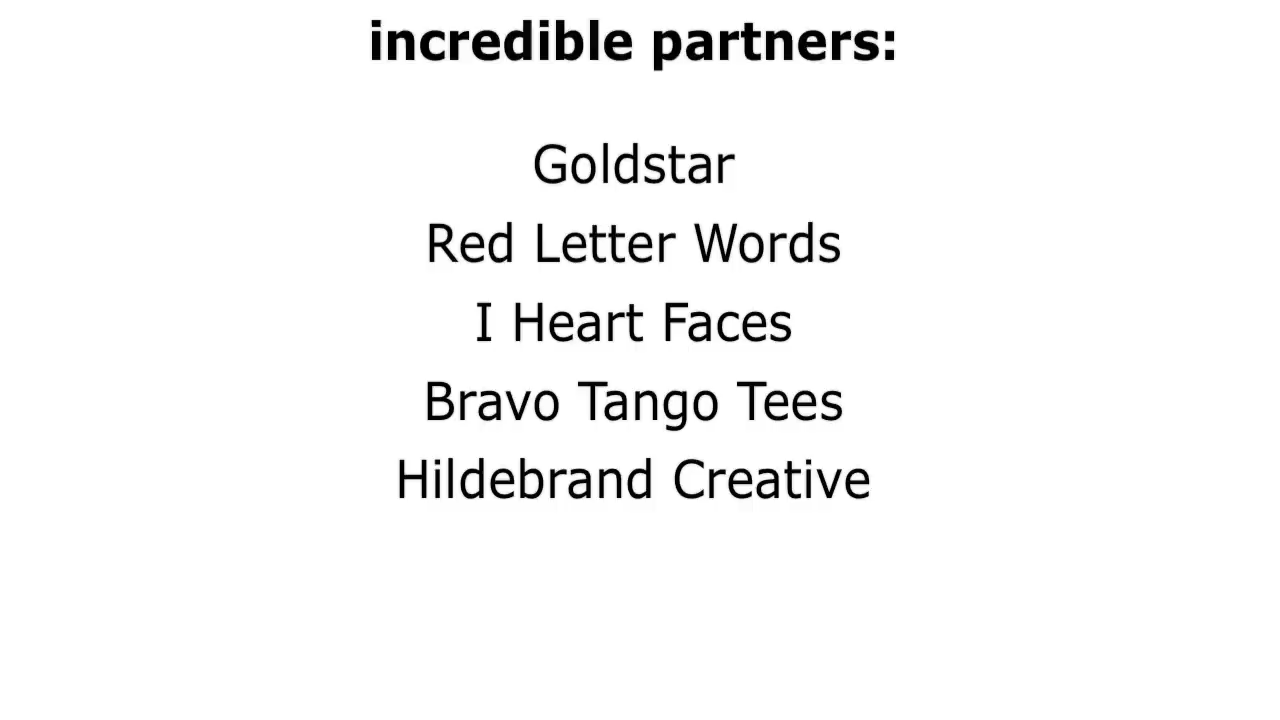 incredible partners:
Goldstar
Red Letter Words
I Heart Faces
Bravo Tango Tees
Hildebrand Creative